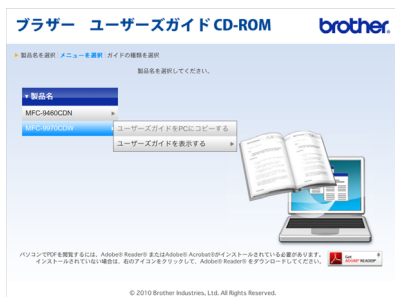 ブラザー ユーザーズガイド CD-ROM
brother.
製品名を選択 メニューを選択 ガイドの種類を選択
製品名を選択してください。
▼製品名
MFC-9460CDN
MFC-9970CDW
ユーザーズガイドをPCにコピーする
ユーザーズガイドを表示する
パソコンでPDFを閲覧するには、Adobe® Reader® またはAdobe® Acrobat®がインストールされている必要があります。
インストールされていない場合は、右のアイコンをクリックして、Adobe® Reader® をダウンロードしてください。
Get
ADOBE® READER®
© 2010 Brother Industries, Ltd. All Rights Reserved.